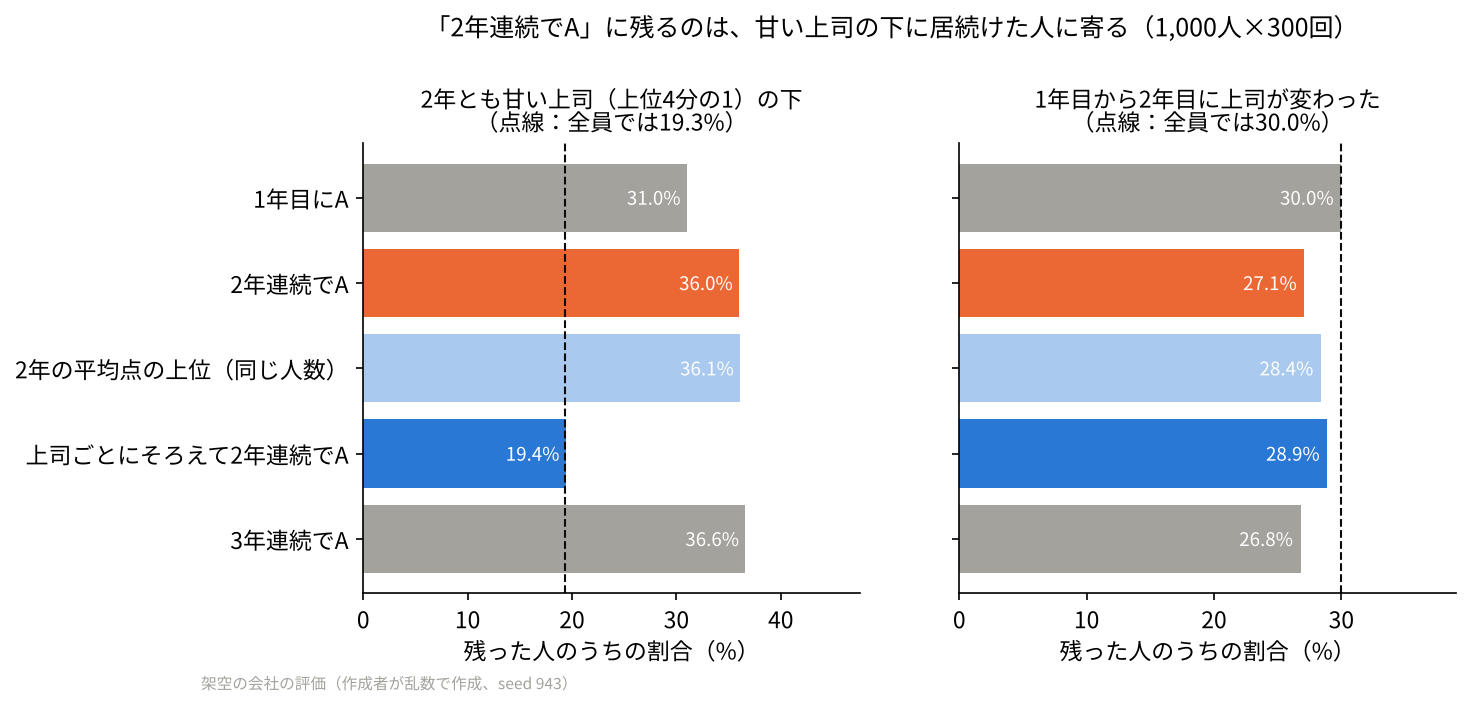 「2年連続でA」に残るのは、甘い上司の下に居続けた人に寄る（1,000人×300回）
2年とも甘い上司（上位4分の1）の下
（点線：全員では19.3%）
1年目にA
2年連続でA
2年の平均点の上位（同じ人数）
上司ごとにそろえて2年連続でA
3年連続でA
31.0%
36.0%
36.1%
19.4%
36.6%
0 10 20 30 40
残った人のうちの割合（%）
1年目から2年目に上司が変わった
（点線：全員では30.0%）
30.0%
27.1%
28.4%
28.9%
26.8%
0 10 20 30
残った人のうちの割合（%）
架空の会社の評価（作成者が乱数で作成、seed 943）